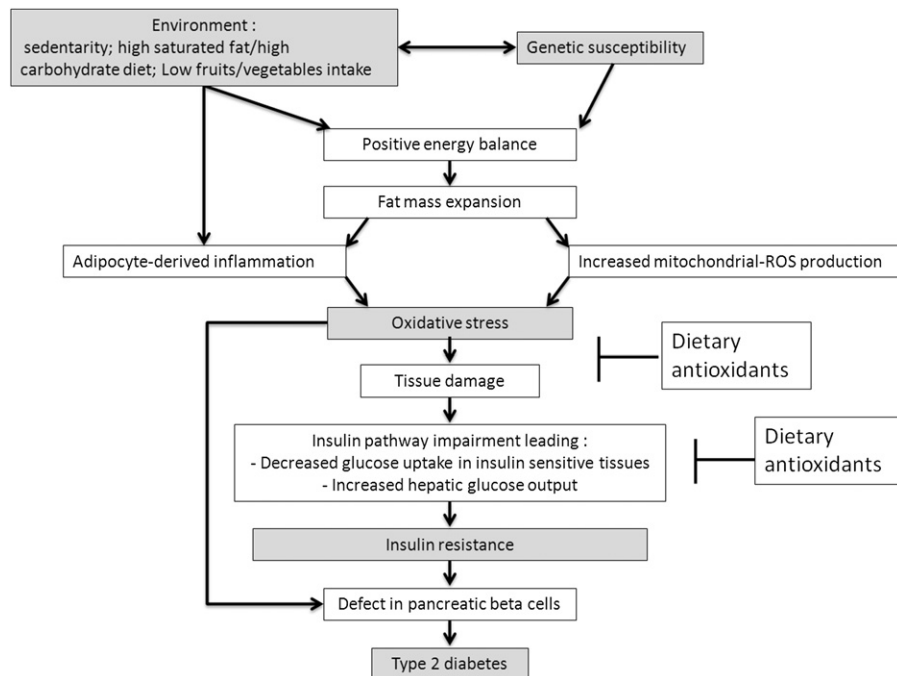 Environment :
sedentarity; high saturated fat/high
carbohydrate diet; Low fruits/vegetables intake
Genetic susceptibility
Positive energy balance
Fat mass expansion
Adipocyte-derived inflammation
Increased mitochondrial-ROS production
Oxidative stress
Dietary
antioxidants
Tissue damage
Insulin pathway impairment leading :
- Decreased glucose uptake in insulin sensitive tissues
- Increased hepatic glucose output
Dietary
antioxidants
Insulin resistance
Defect in pancreatic beta cells
Type 2 diabetes